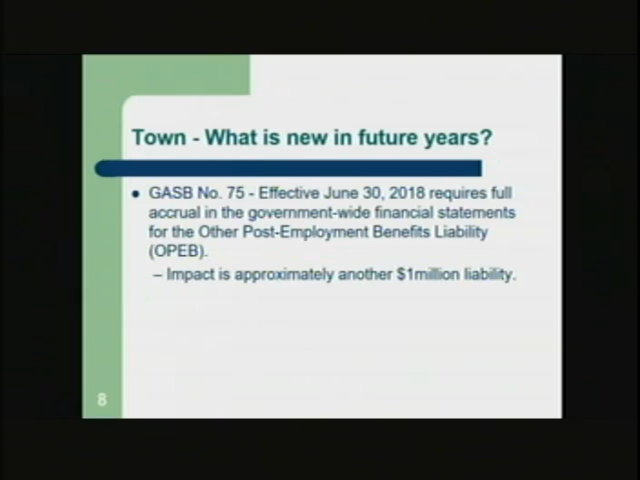 Town - What is new in future years?
GASB No. 75 - Effective June 30, 2018 requires full
accrual in the government-wide financial statements
for the Other Post-Employment Benefits Liability
(OPEB).
– Impact is approximately another $1million liability.
8